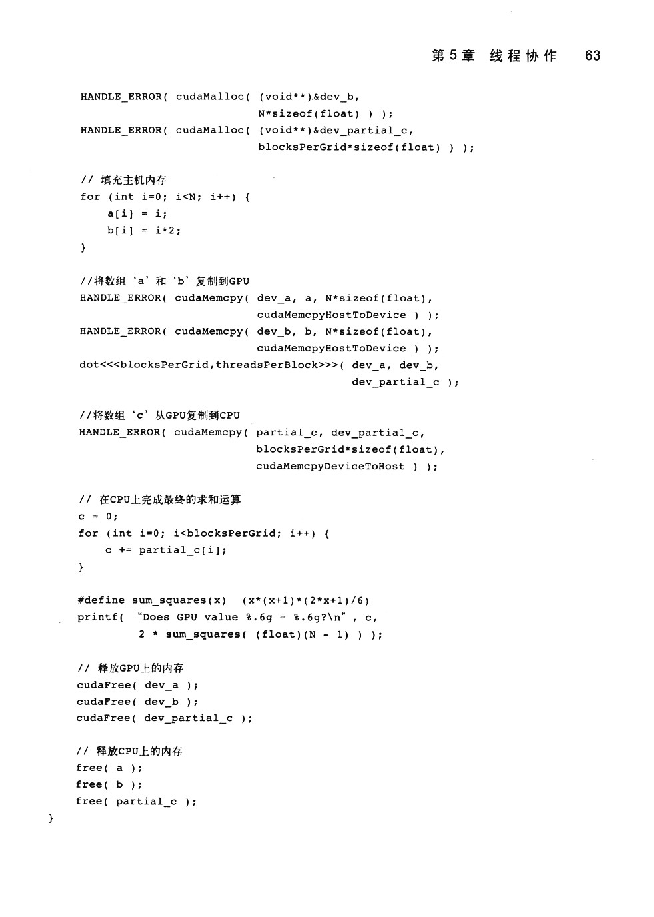 第5章 线程协作 63
HANDLE_ERROR( cudaMalloc( (void**)&dev_b,
N*sizeof(float) ) );
HANDLE_ERROR( cudaMalloc( (void**)&dev_partial_c,
blocksPerGrid*sizeof(float) ) );
// 填充主机内存
for (int i=0; i<N; i++) {
a[i] = i;
b[i] = i*2;
}
//将数组 ‘a’ 和 ‘b’ 复制到GPU
HANDLE_ERROR( cudaMemcpy( dev_a, a, N*sizeof(float),
cudaMemcpyHostToDevice ) );
HANDLE_ERROR( cudaMemcpy( dev_b, b, N*sizeof(float),
cudaMemcpyHostToDevice ) );
dot<<<blocksPerGrid,threadsPerBlock>>>( dev_a, dev_b,
dev_partial_c );
//将数组 ‘c’ 从GPU复制到CPU
HANDLE_ERROR( cudaMemcpy( partial_c, dev_partial_c,
blocksPerGrid*sizeof(float),
cudaMemcpyDeviceToHost ) );
// 在CPU上完成最终的求和运算
c = 0;
for (int i=0; i<blocksPerGrid; i++) {
c += partial_c[i];
}
#define sum_squares(x) (x*(x+1)*(2*x+1)/6)
printf( "Does GPU value %.6g = %.6g?\n" , c,
2 * sum_squares( (float)(N - 1) ) );
// 释放GPU上的内存
cudaFree( dev_a );
cudaFree( dev_b );
cudaFree( dev_partial_c );
// 释放CPU上的内存
free( a );
free( b );
free( partial_c );
}